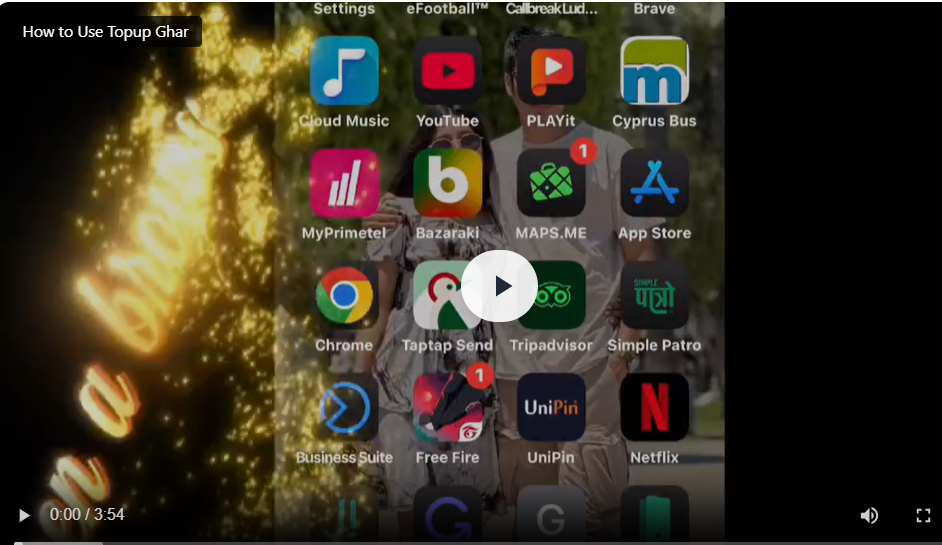 How to Use Topup Ghar
Settings eFootball™ CallbreakLud... Brave
m
Cloud Music YouTube PLAYit Cyprus Bus
b 1
MyPrimetel Bazaraki MAPS.ME App Store
SIMPLE
पात्रो
Chrome Taptap Send Tripadvisor Simple Patro
1
UniPin N
Business Suite Free Fire UniPin Netflix
G
0:00 / 3:54